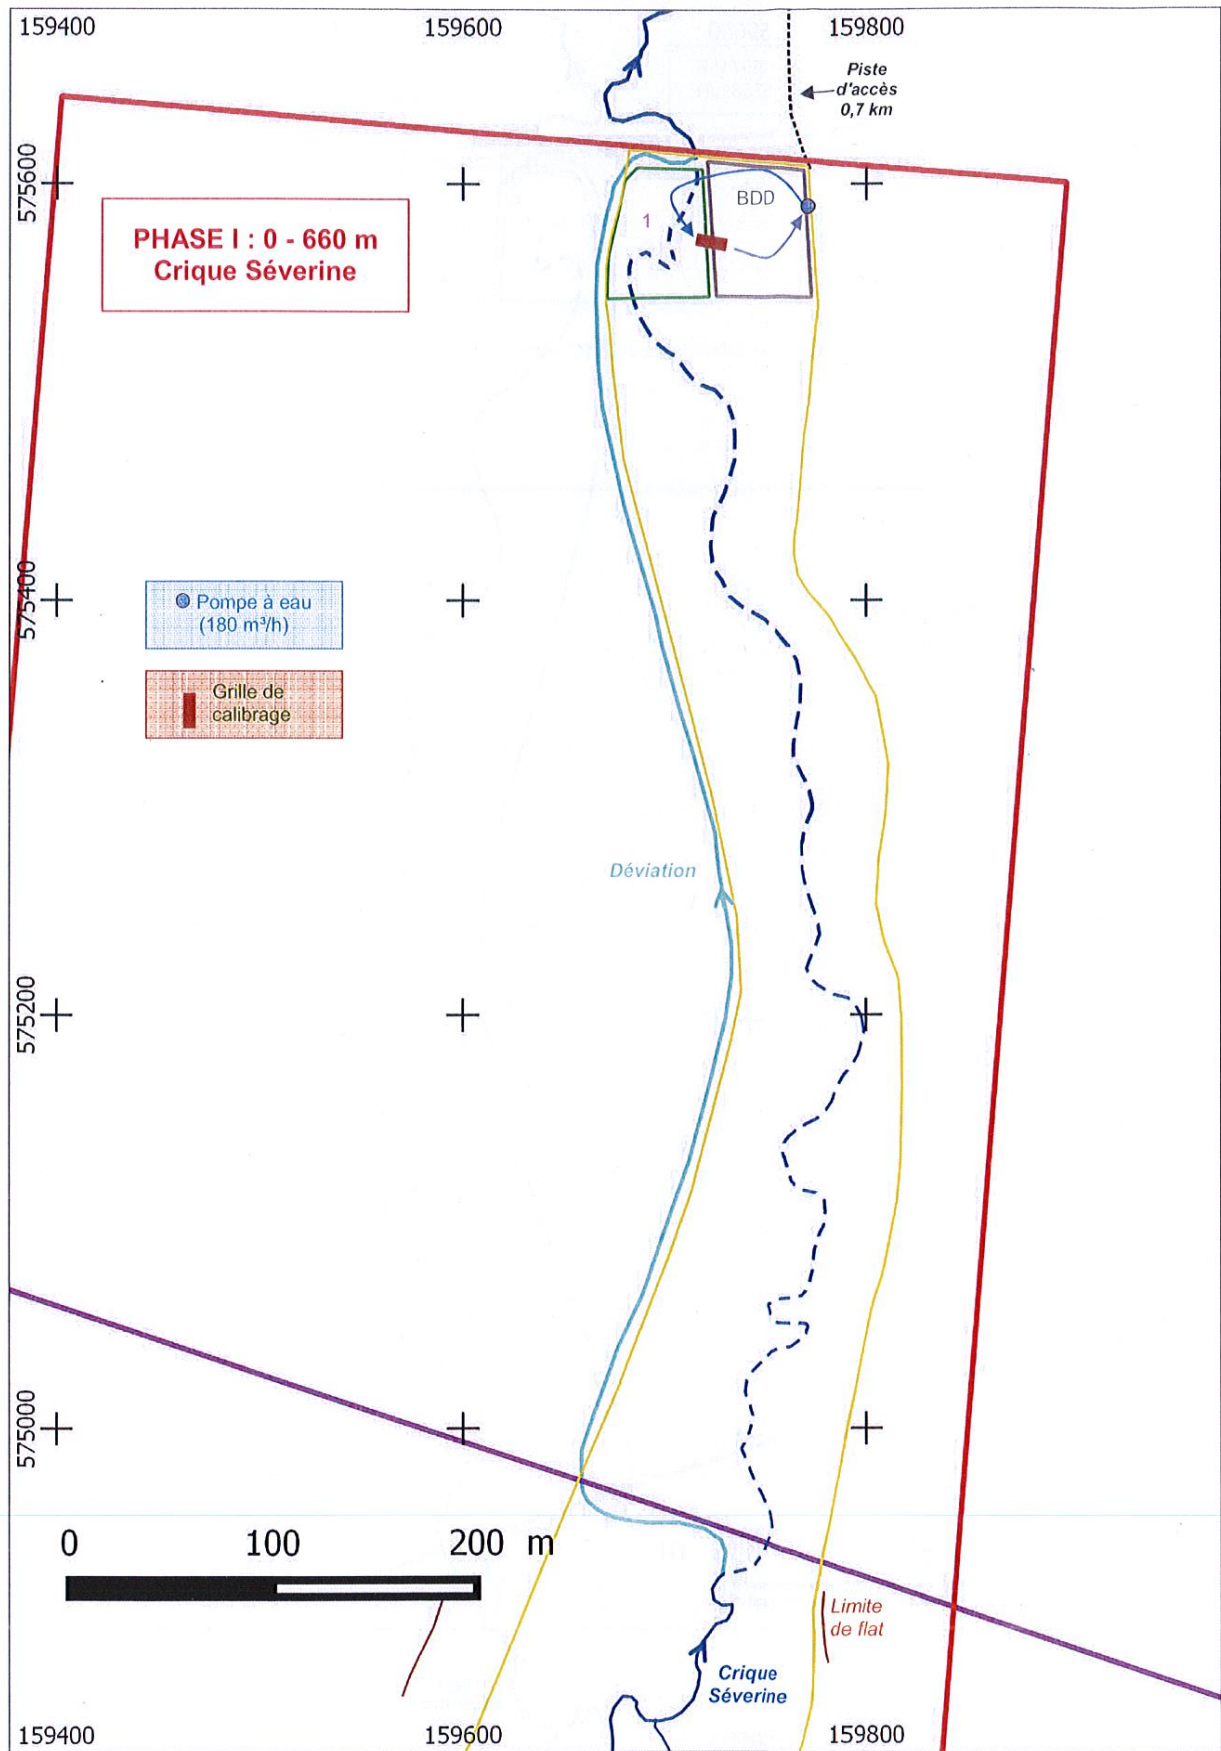 159400
159600
159800
Piste
d'accès
0,7 km
575600
PHASE I : 0 - 660 m
Crique Séverine
1
BDD
575400
Pompe à eau
(180 m³/h)
Grille de
calibrage
Déviation
575200
575000
0 100 200 m
Limite
de flat
Crique
Séverine
159400
159600
159800